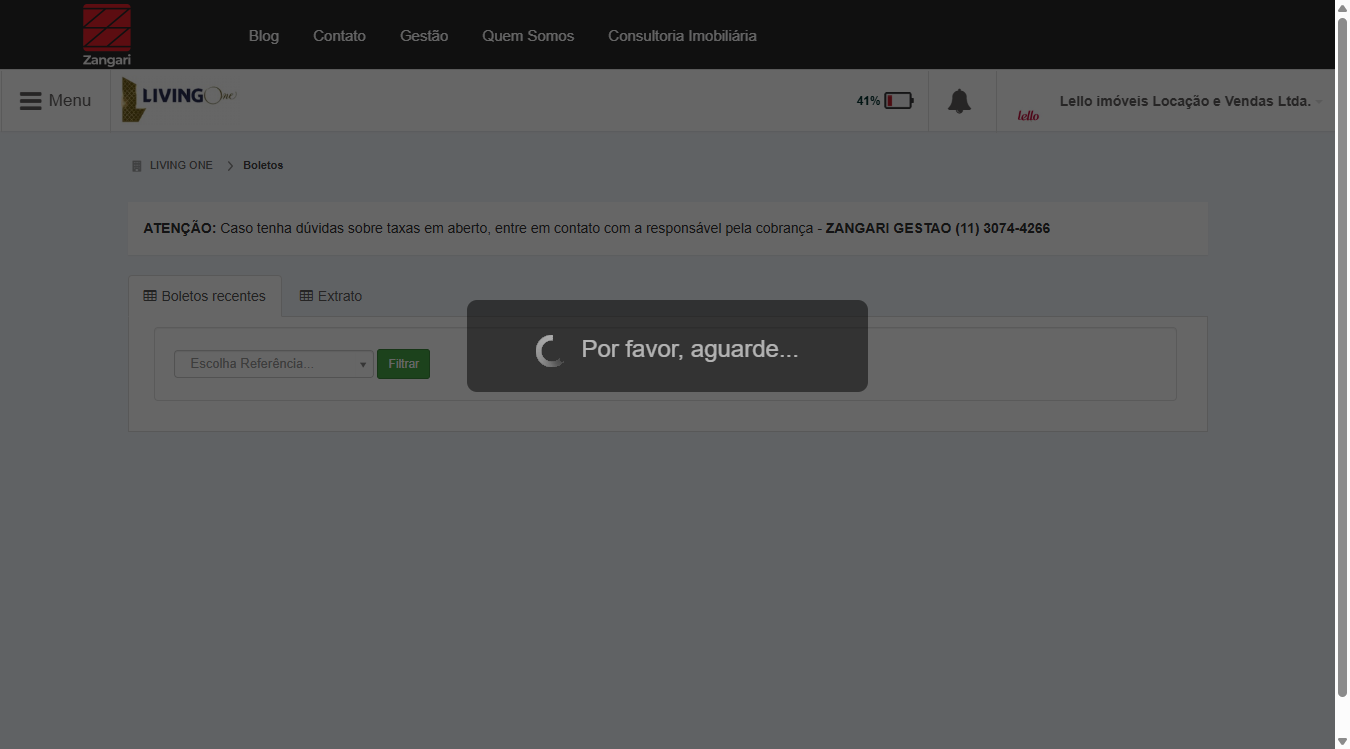 Zangari
Blog
Contato
Gestão
Quem Somos
Consultoria Imobiliária
Menu
LIVING One
41%
lello
Lello imóveis Locação e Vendas Ltda.
LIVING ONE > Boletos
ATENÇÃO: Caso tenha dúvidas sobre taxas em aberto, entre em contato com a responsável pela cobrança - ZANGARI GESTAO (11) 3074-4266
Boletos recentes
Extrato
Escolha Referência...
Filtrar
Por favor, aguarde...